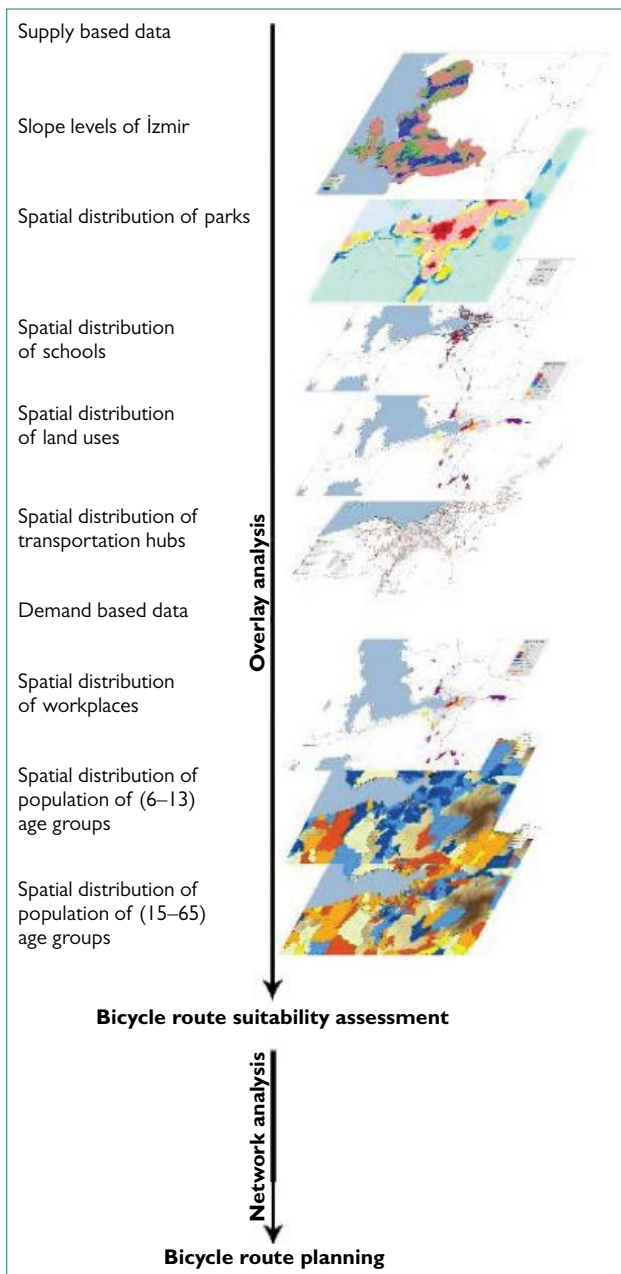 Supply based data
Slope levels of İzmir
Spatial distribution of parks
Spatial distribution
of schools
Spatial distribution
of land uses
Spatial distribution of
transportation hubs
Overlay analysis
Demand based data
Spatial distribution
of workplaces
Spatial distribution of
population of (6–13)
age groups
Spatial distribution of
population of (15–65)
age groups
Bicycle route suitability assessment
Network analysis
Bicycle route planning